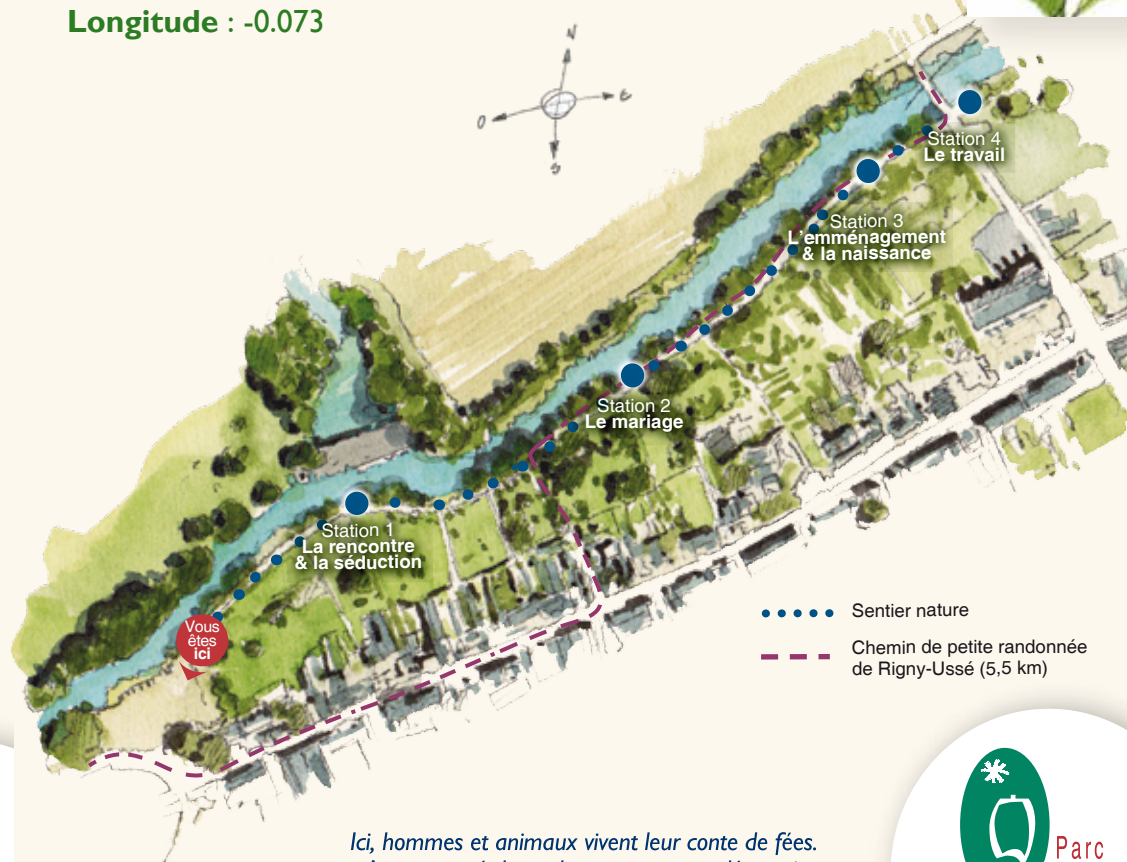 Longitude : -0.073
N
O
E
S
Station 4
Le travail
Station 3
L'emménagement
& la naissance
Station 2
Le mariage
Station 1
La rencontre
& la séduction
Vous
êtes
ici
Sentier nature
Chemin de petite randonnée
de Rigny-Ussé (5,5 km)
Ici, hommes et animaux vivent leur conte de fées.
Parc